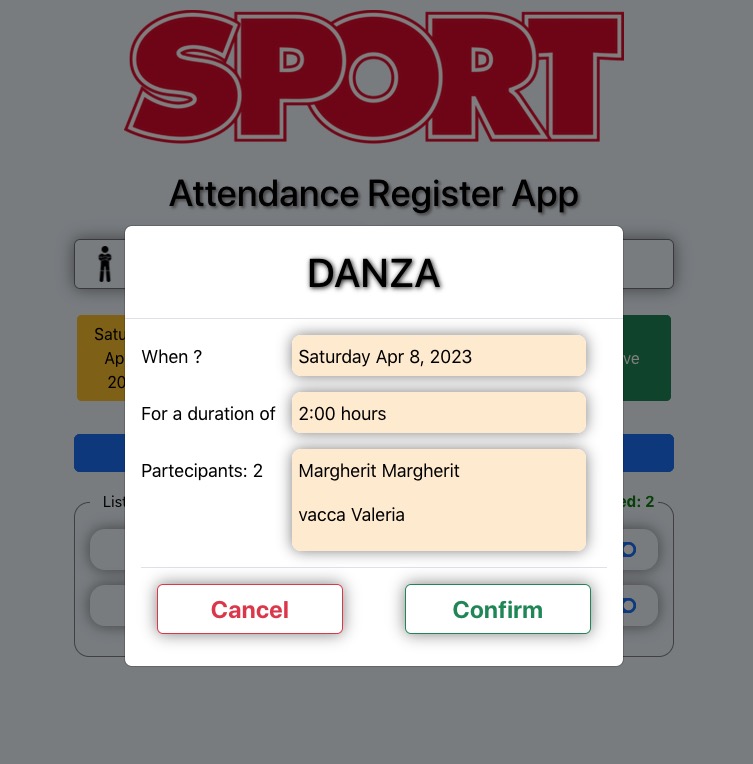 SPORT
Attendance Register App
DANZA
Satu
Ap
20
ve
When ?
Saturday Apr 8, 2023
For a duration of
2:00 hours
Partecipants: 2
Margherit Margherit
vacca Valeria
List
ed: 2
Cancel
Confirm